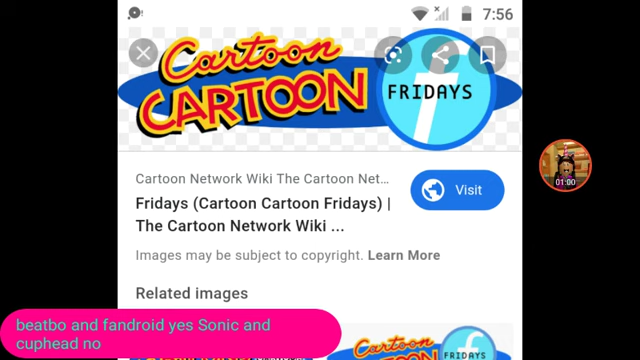 7:56
Cartoon
CARTOON
FRIDAYS
f
Cartoon Network Wiki The Cartoon Net...
Visit
Fridays (Cartoon Cartoon Fridays) |
The Cartoon Network Wiki ...
Images may be subject to copyright. Learn More
01:00
Related images
beatbo and fandroid yes Sonic and
cuphead no
Cartoon
FRIDAYS